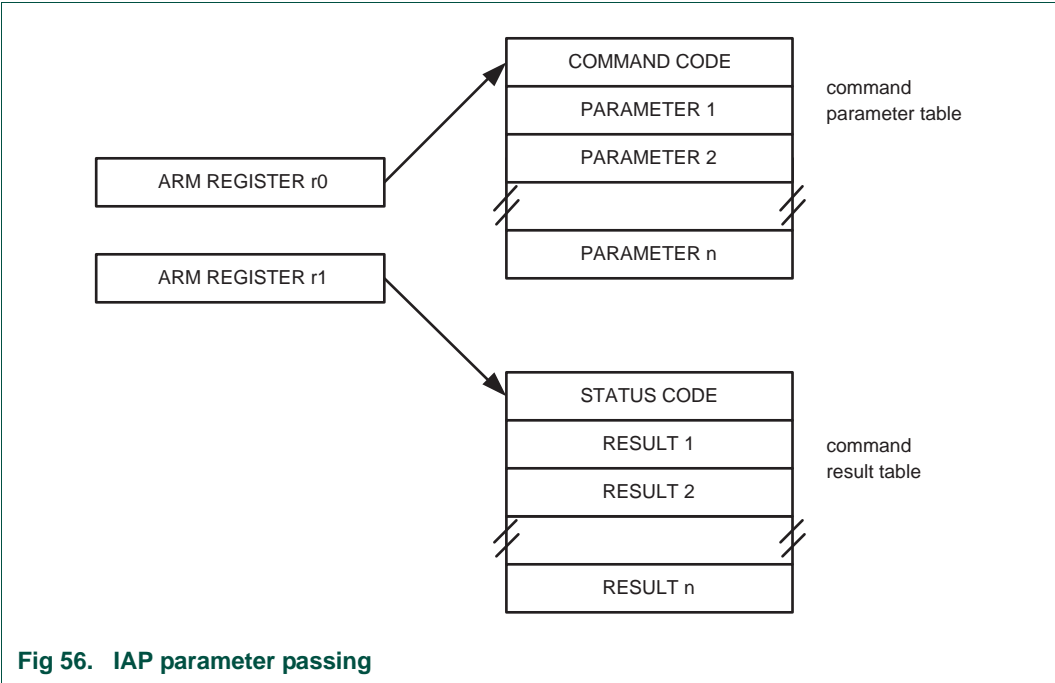 COMMAND CODE
command
parameter table
PARAMETER 1
PARAMETER 2
ARM REGISTER r0
PARAMETER n
ARM REGISTER r1
STATUS CODE
RESULT 1
command
result table
RESULT 2
RESULT n
Fig 56. IAP parameter passing